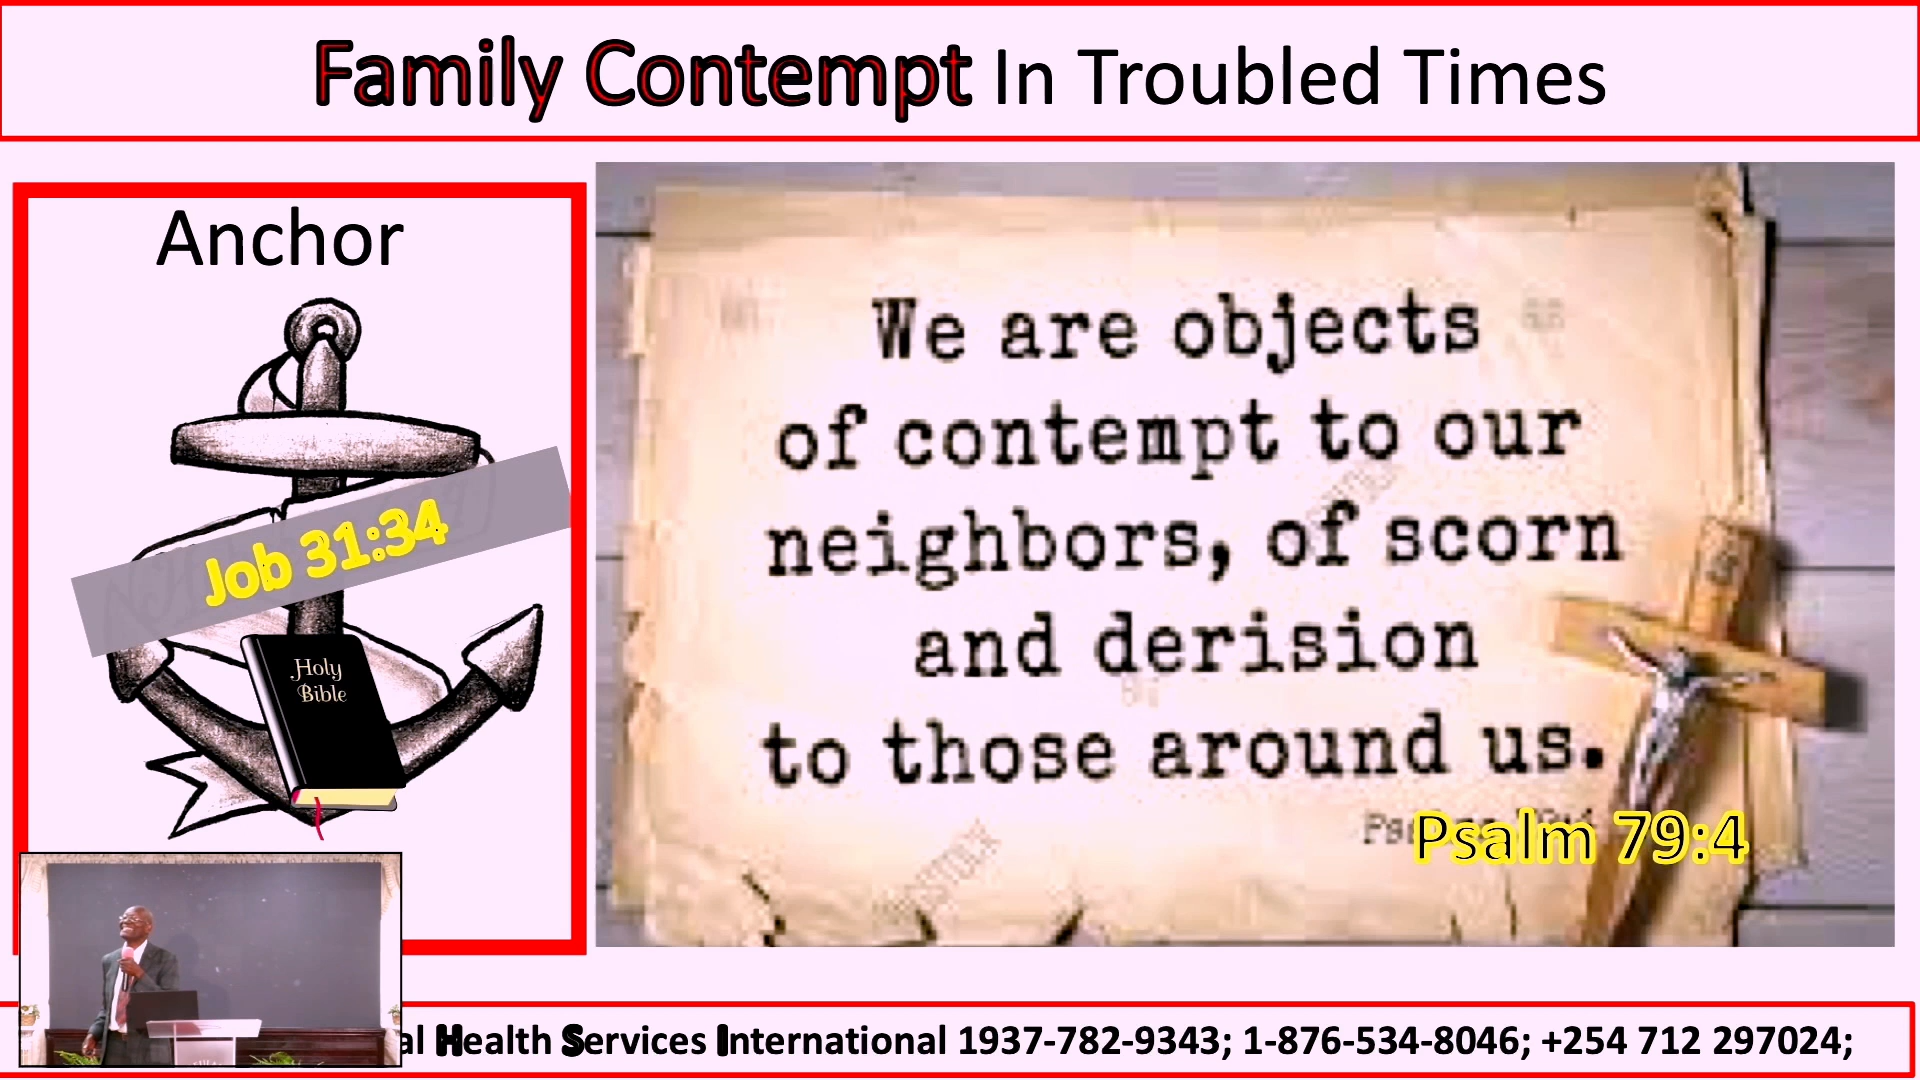 Family Contempt In Troubled Times
Anchor
Job 31:34
Holy
Bible
We are objects
of contempt to our
neighbors, of scorn
and derision
to those around us.
Psalm 79:4
al Health Services International 1937-782-9343; 1-876-534-8046; +254 712 297024;